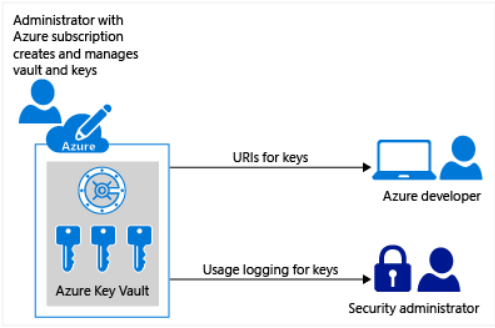 Administrator with
Azure subscription
creates and manages
vault and keys
Azure
URIs for keys
Azure developer
Usage logging for keys
Azure Key Vault
Security administrator